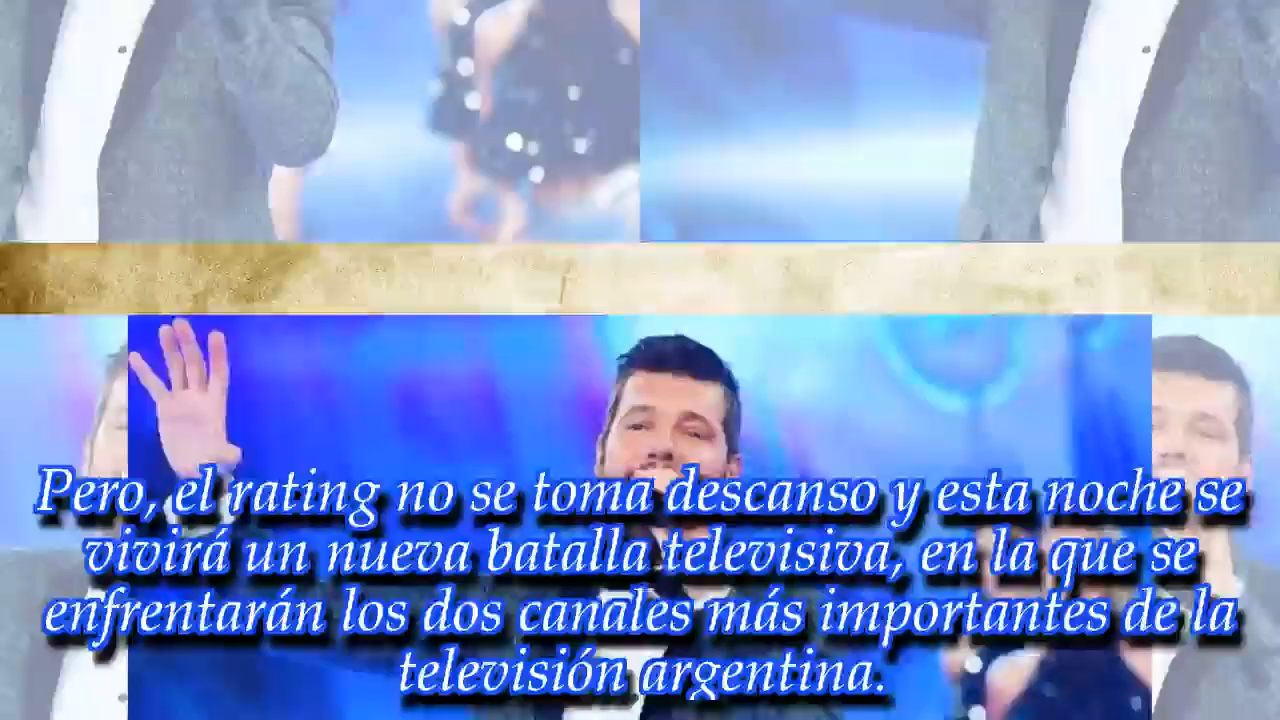 Pero, el rating no se toma descanso y esta noche se
vivirá un nueva batalla televisiva, en la que se
enfrentarán los dos canales más importantes de la
televisión argentina.